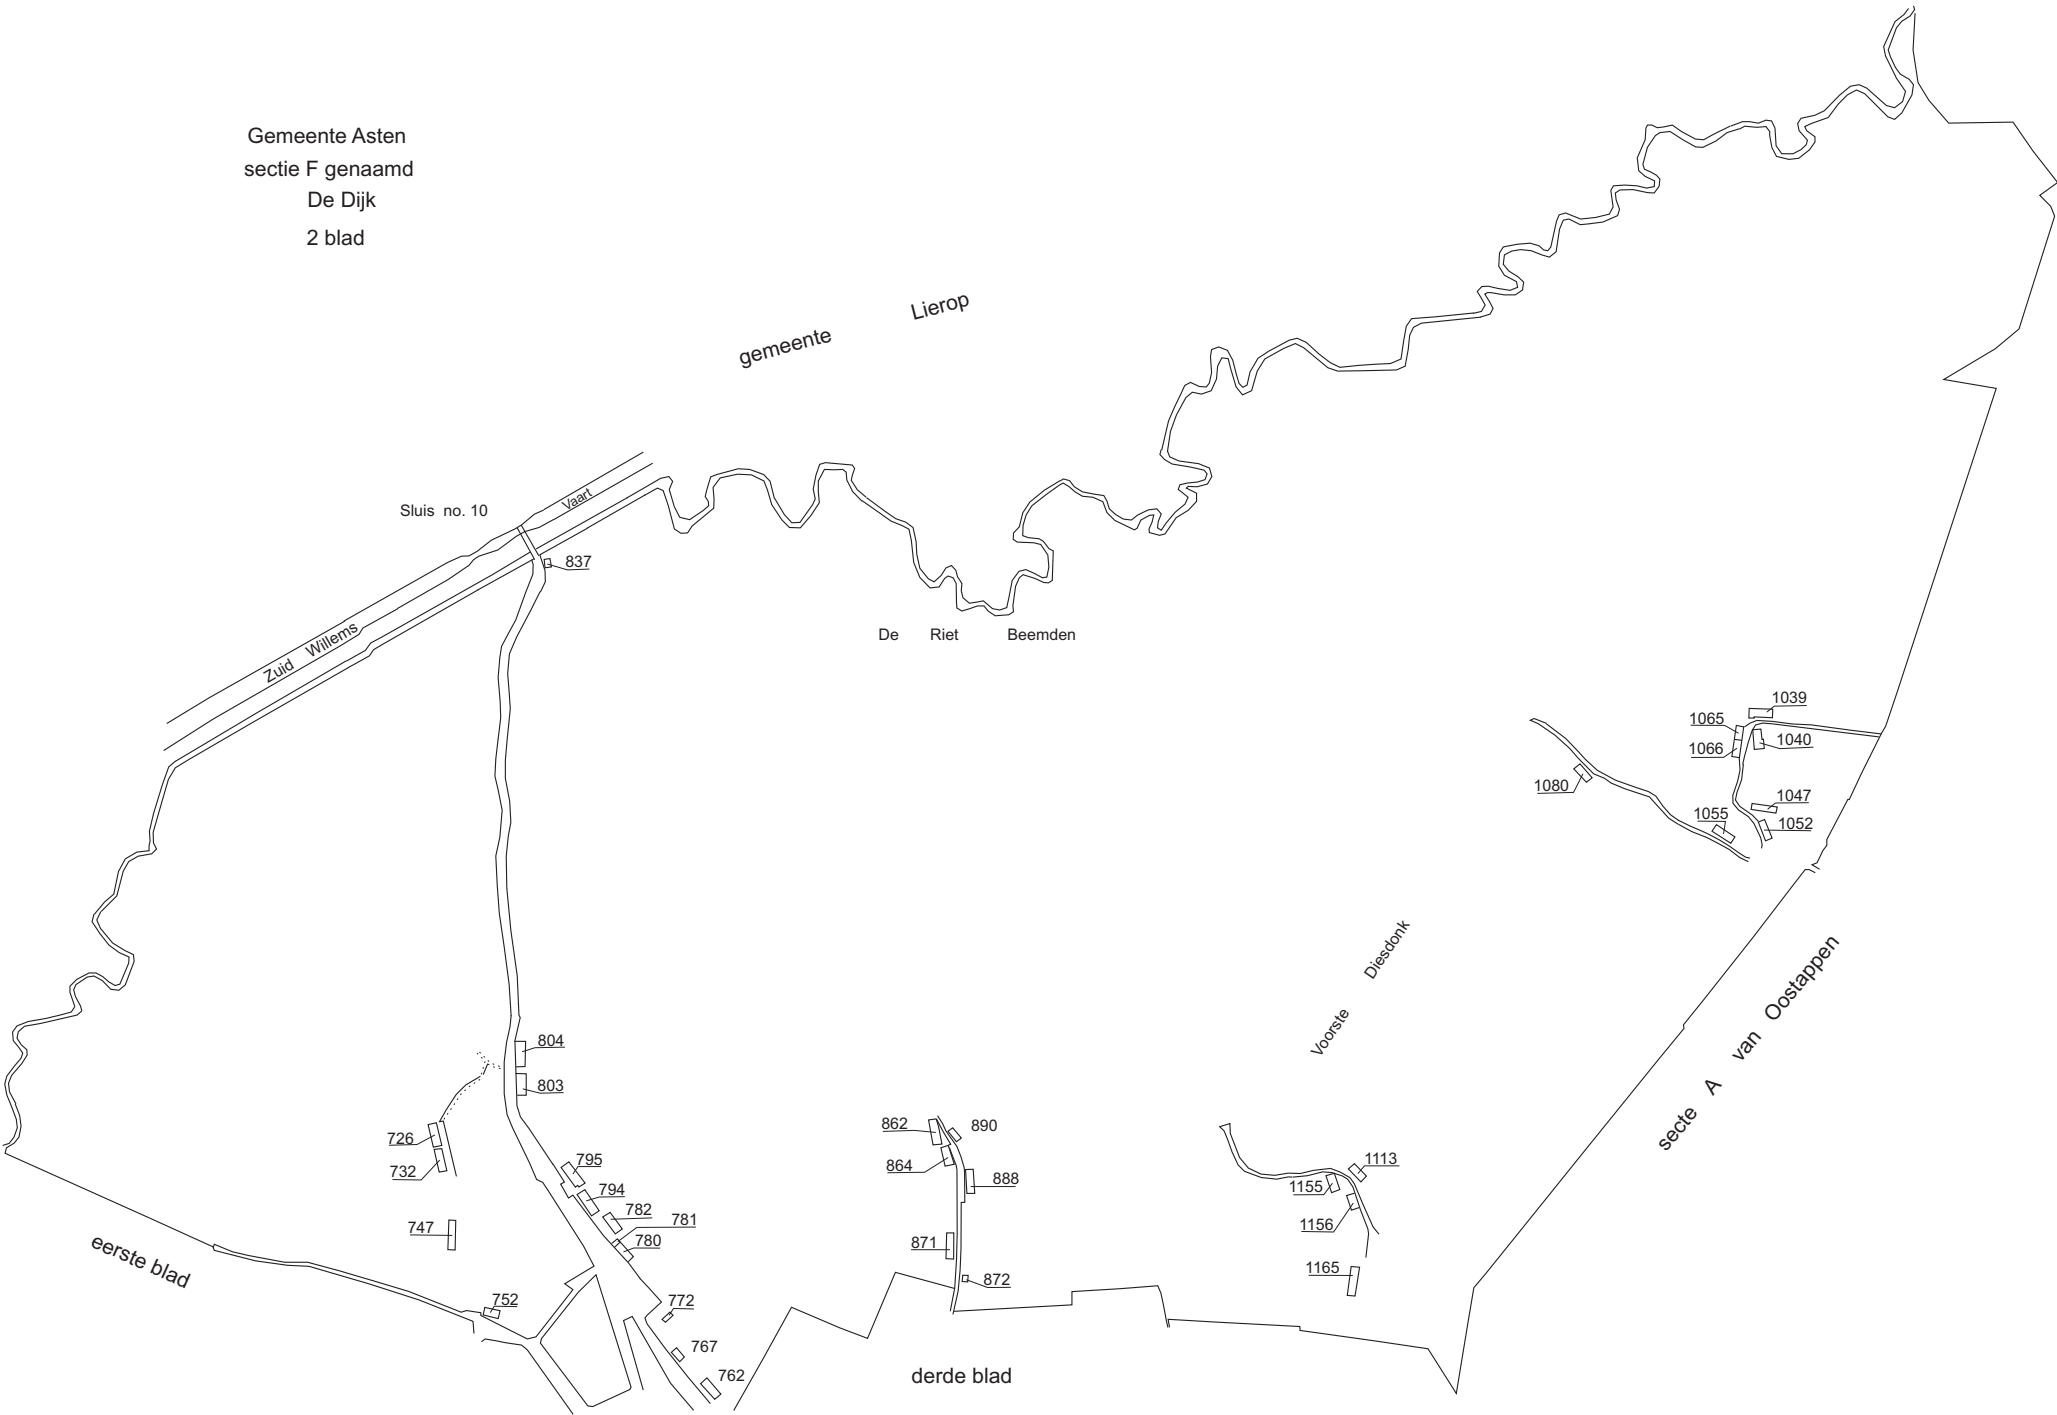 Gemeente Asten
sectie F genaamd
De Dijk
2 blad
gemeente Lierop
Sluis no. 10
Zuid Willems Vaart
837
De Riet Beemden
1039
1065
1066
1040
1080
1047
1055
1052
Voorste Diesdonk
secte A van Oostappen
804
803
726
732
795
794
782
781
780
747
752
772
767
762
862
890
864
888
871
872
1113
1155
1156
1165
eerste blad
derde blad